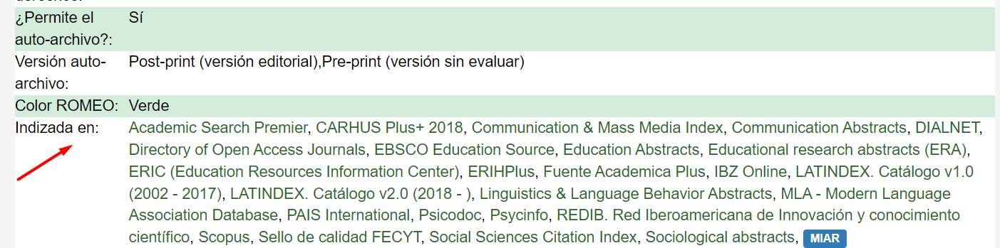 derechos:
¿Permite el Sí
auto-archivo?:
Versión auto- Post-print (versión editorial),Pre-print (versión sin evaluar)
archivo:
Color ROMEO: Verde
Indizada en: Academic Search Premier, CARHUS Plus+ 2018, Communication & Mass Media Index, Communication Abstracts, DIALNET,
Directory of Open Access Journals, EBSCO Education Source, Education Abstracts, Educational research abstracts (ERA),
ERIC (Education Resources Information Center), ERIHPlus, Fuente Academica Plus, IBZ Online, LATINDEX. Catálogo v1.0
(2002 - 2017), LATINDEX. Catálogo v2.0 (2018 - ), Linguistics & Language Behavior Abstracts, MLA - Modern Language
Association Database, PAIS International, Psicodoc, Psycinfo, REDIB. Red Iberoamericana de Innovación y conocimiento
científico, Scopus, Sello de calidad FECYT, Social Sciences Citation Index, Sociological abstracts, MIAR